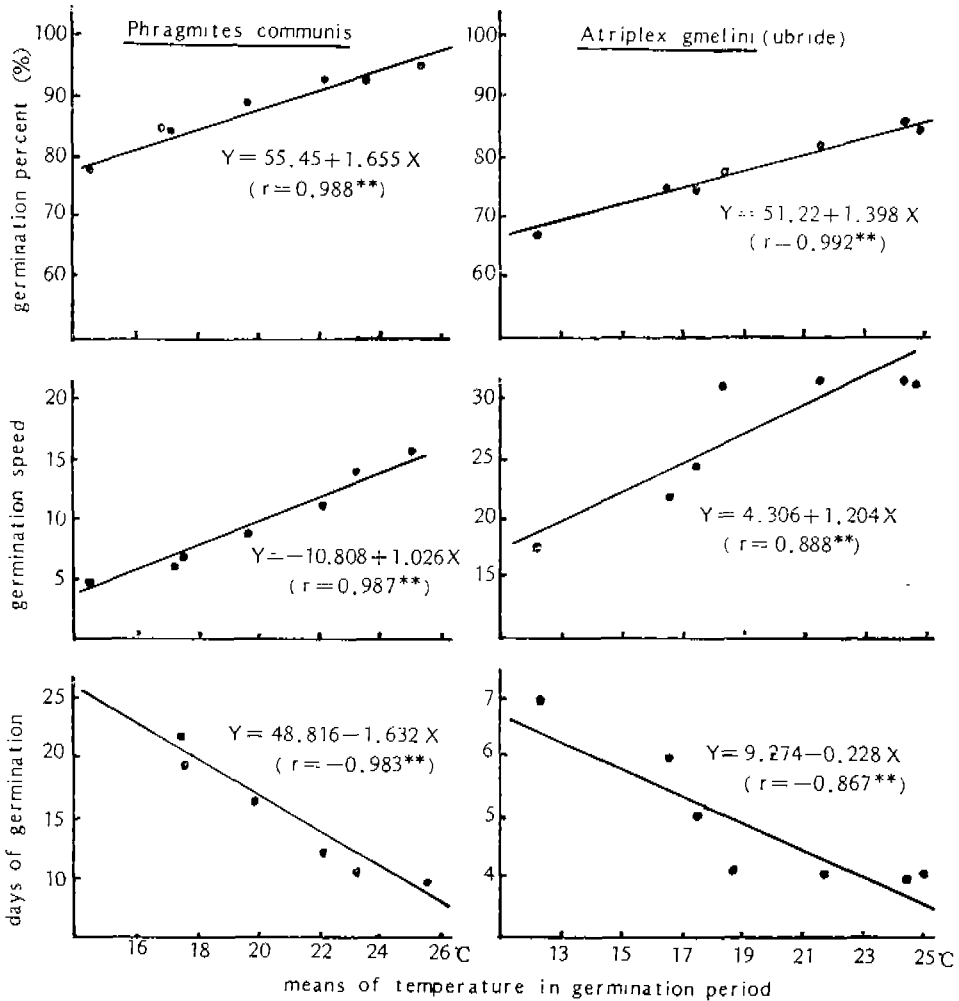 Phragmites communis
100
90
80
70
60
germination percent (%)
Y = 55.45+1.655 X
( r=0.988**)
Atriplex gmelini (ubride)
100
90
80
70
60
Y = 51.22+1.398 X
( r=0.992**)
20
15
10
5
germination speed
Y=-10.808+1.026X
( r=0.987**)
30
25
20
15
Y = 4.306+1.204X
( r= 0.888**)
25
20
15
10
days of germination
Y= 48.816-1.632 X
( r=-0.983**)
16 18 20 22 24 26 ℃
7
6
5
4
Y=9.274-0.228 X
( r=-0.867**)
13 15 17 19 21 23 25 ℃
means of temperature in germination period